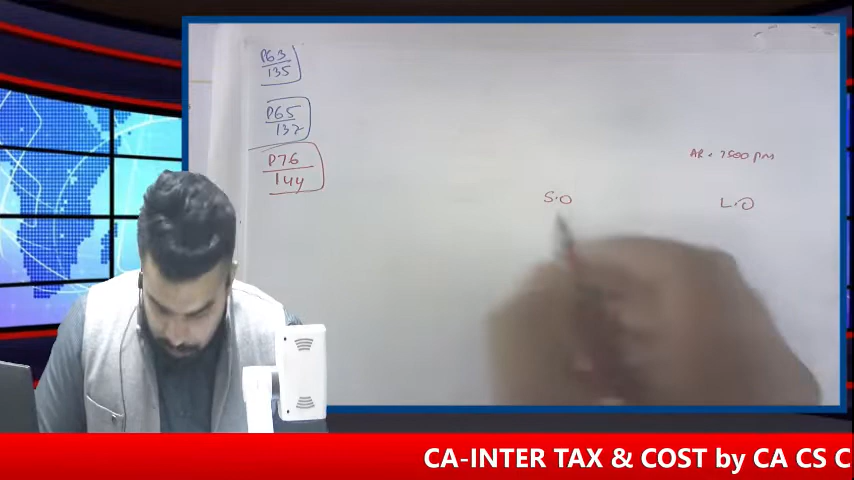 P63
135
P65
137
P76
144
AR = 7500 pm
S.O
L.O
CA-INTER TAX & COST by CA CS C